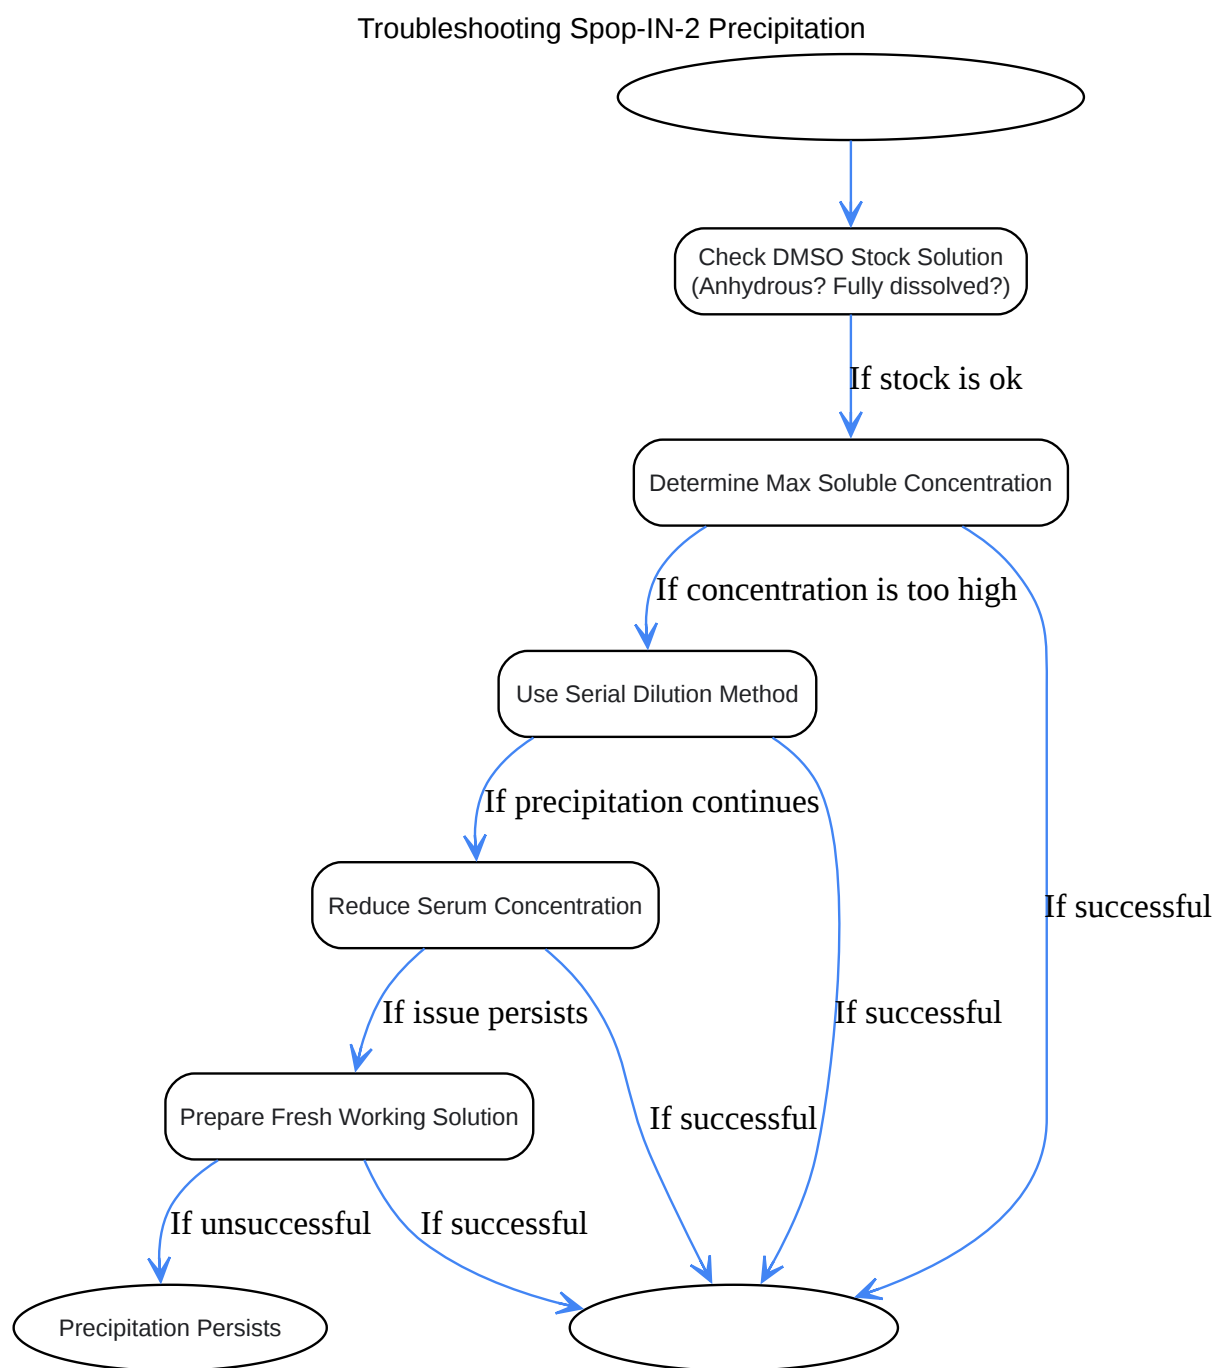 Troubleshooting Spop-IN-2 Precipitation
Check DMSO Stock Solution
(Anhydrous? Fully dissolved?)
If stock is ok
Determine Max Soluble Concentration
If concentration is too high
Use Serial Dilution Method
If precipitation continues
Reduce Serum Concentration
If successful
If issue persists
If successful
Prepare Fresh Working Solution
If successful
If unsuccessful
If successful
Precipitation Persists